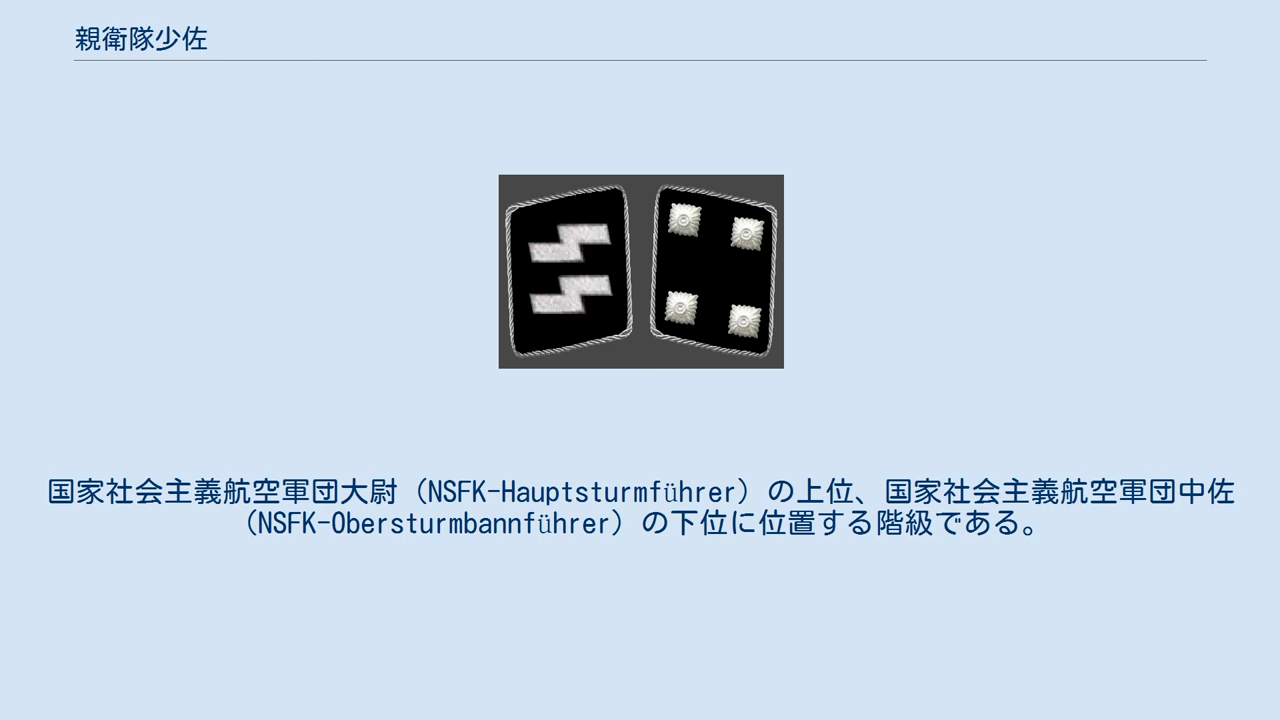 親衛隊少佐
国家社会主義航空軍団大尉（NSFK-Hauptsturmführer）の上位、国家社会主義航空軍団中佐
（NSFK-Obersturmbannführer）の下位に位置する階級である。